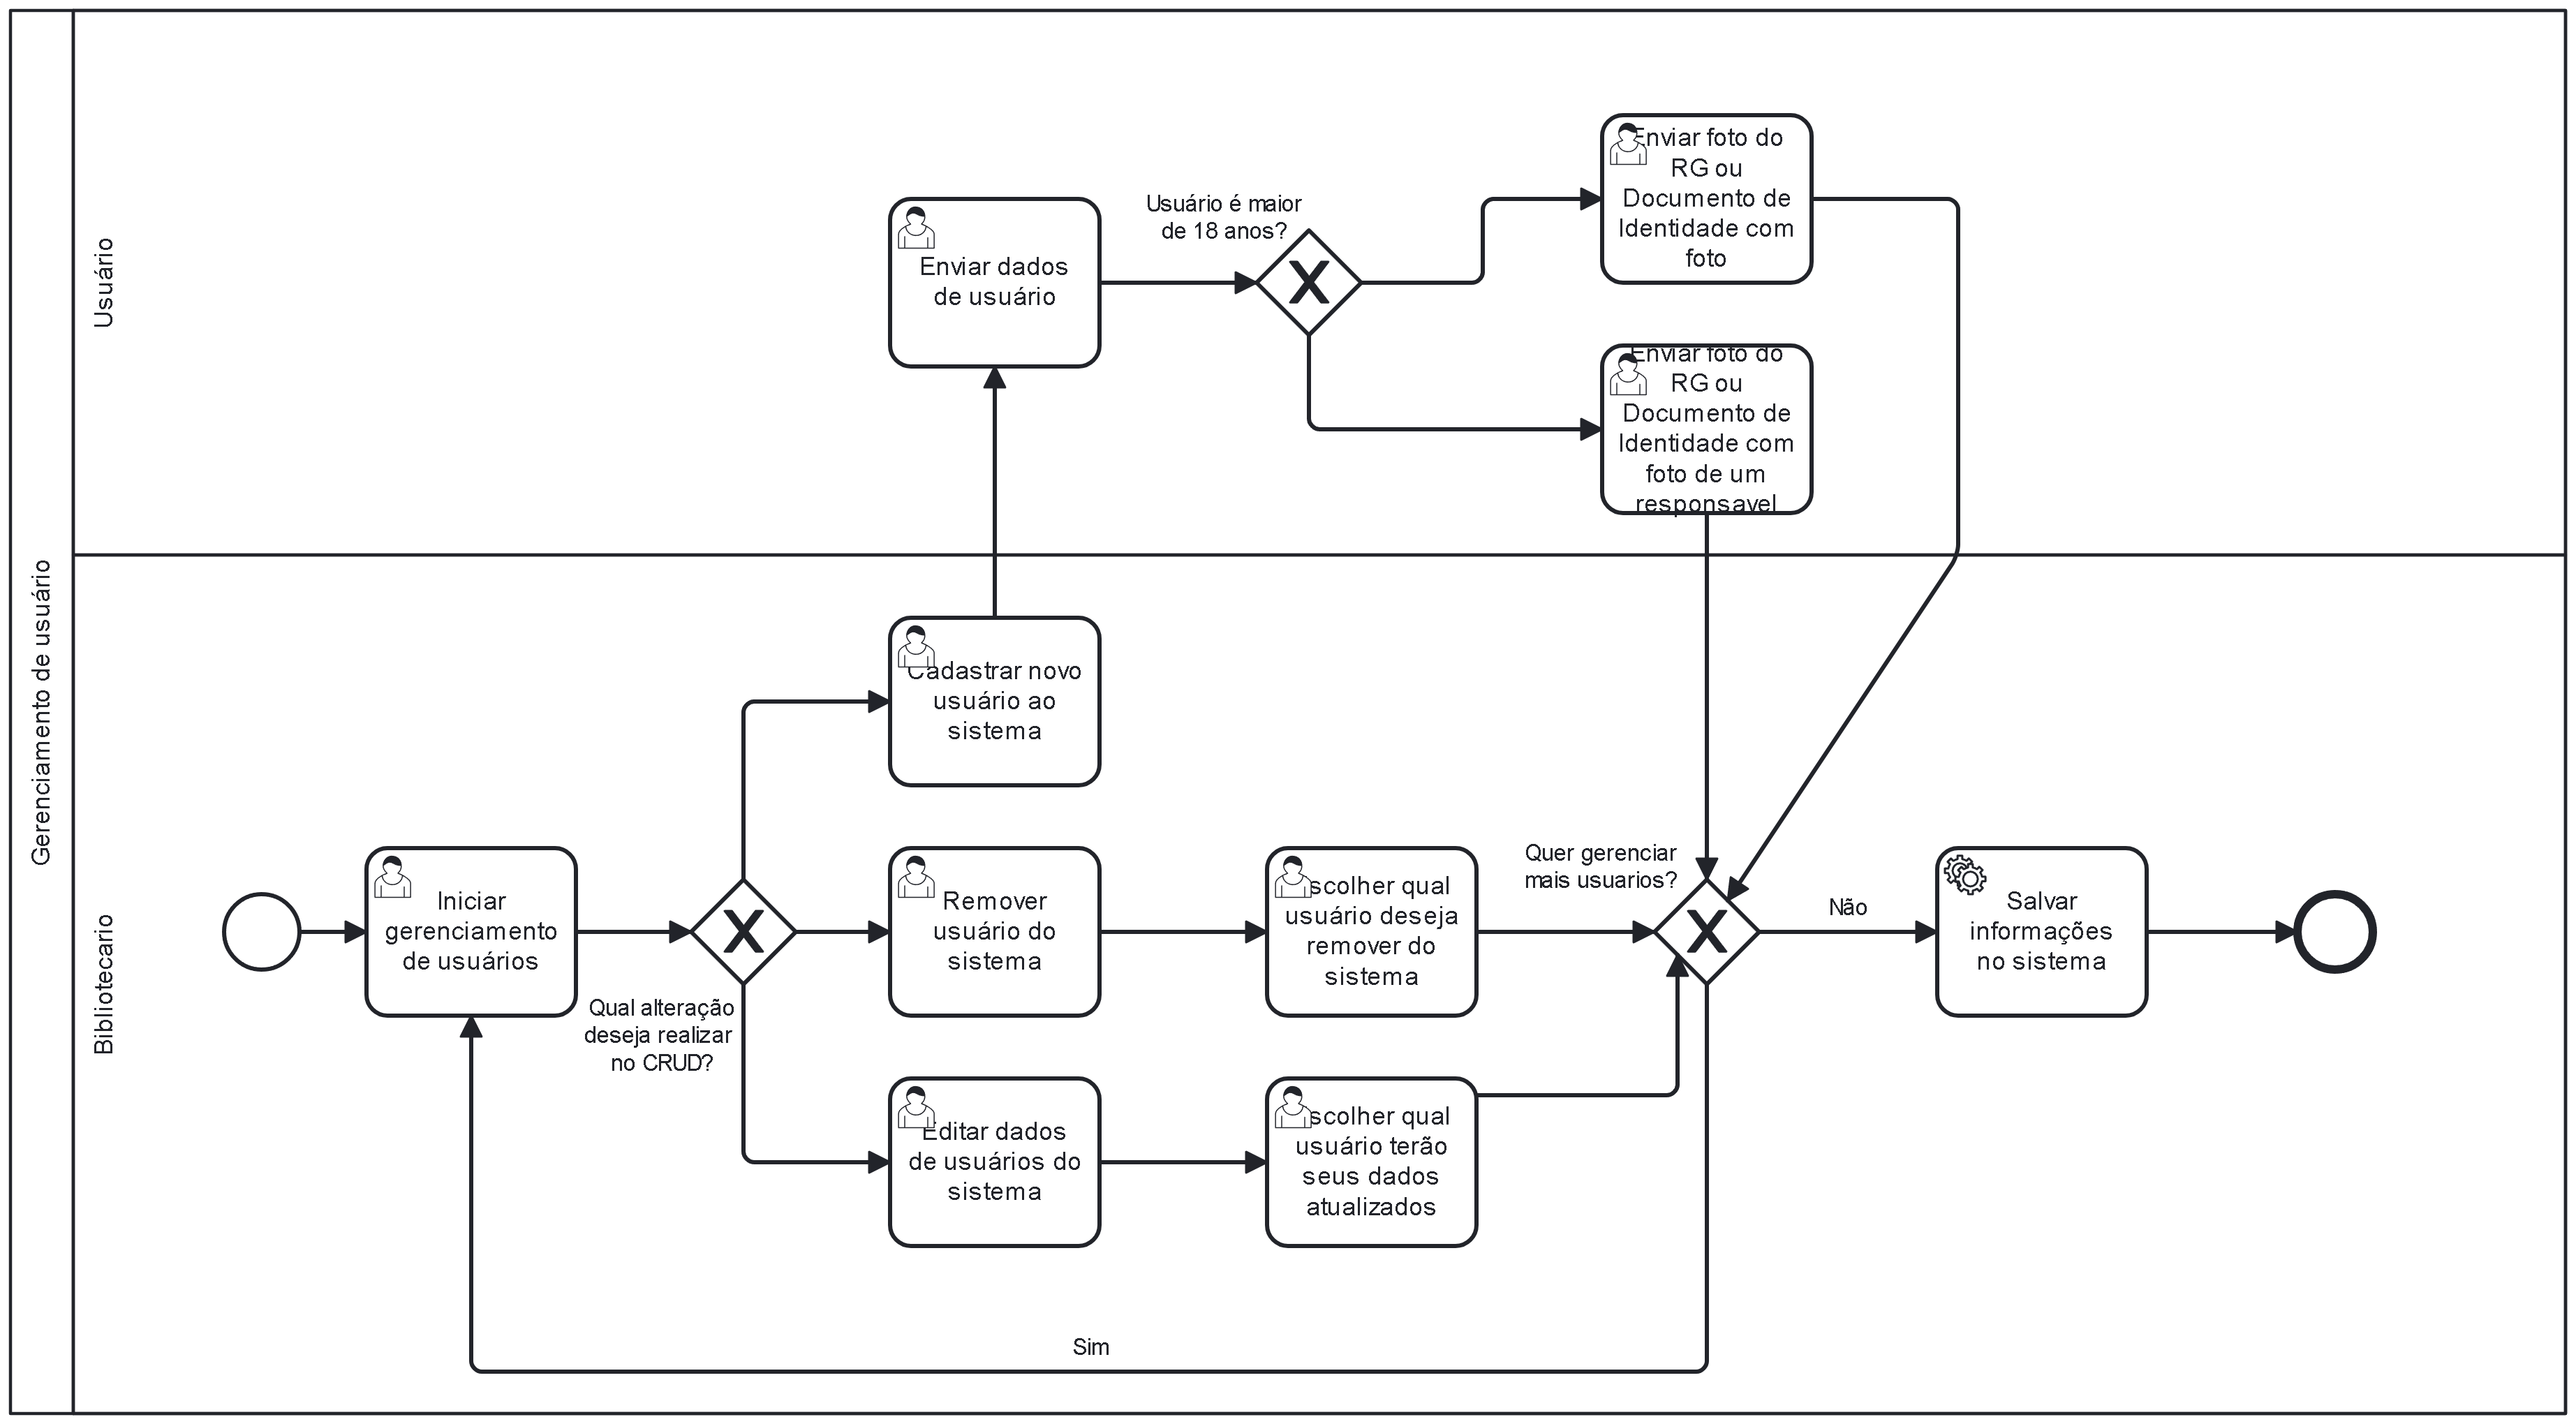 Gerenciamento de usuário
Usuário
Enviar dados
de usuário
Usuário é maior
de 18 anos?
Enviar foto do
RG ou
Documento de
Identidade com
foto
Enviar foto do
RG ou
Documento de
Identidade com
foto de um
responsavel
Bibliotecario
Iniciar
gerenciamento
de usuários
Qual alteração
deseja realizar
no CRUD?
Cadastrar novo
usuário ao
sistema
Remover
usuário do
sistema
Editar dados
de usuários do
sistema
Escolher qual
usuário deseja
remover do
sistema
Escolher qual
usuário terão
seus dados
atualizados
Quer gerenciar
mais usuarios?
Não
Salvar
informações
no sistema
Sim